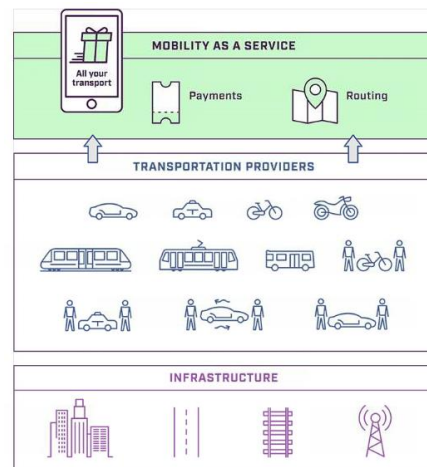 MOBILITY AS A SERVICE
All your
transport
Payments
Routing
TRANSPORTATION PROVIDERS
INFRASTRUCTURE